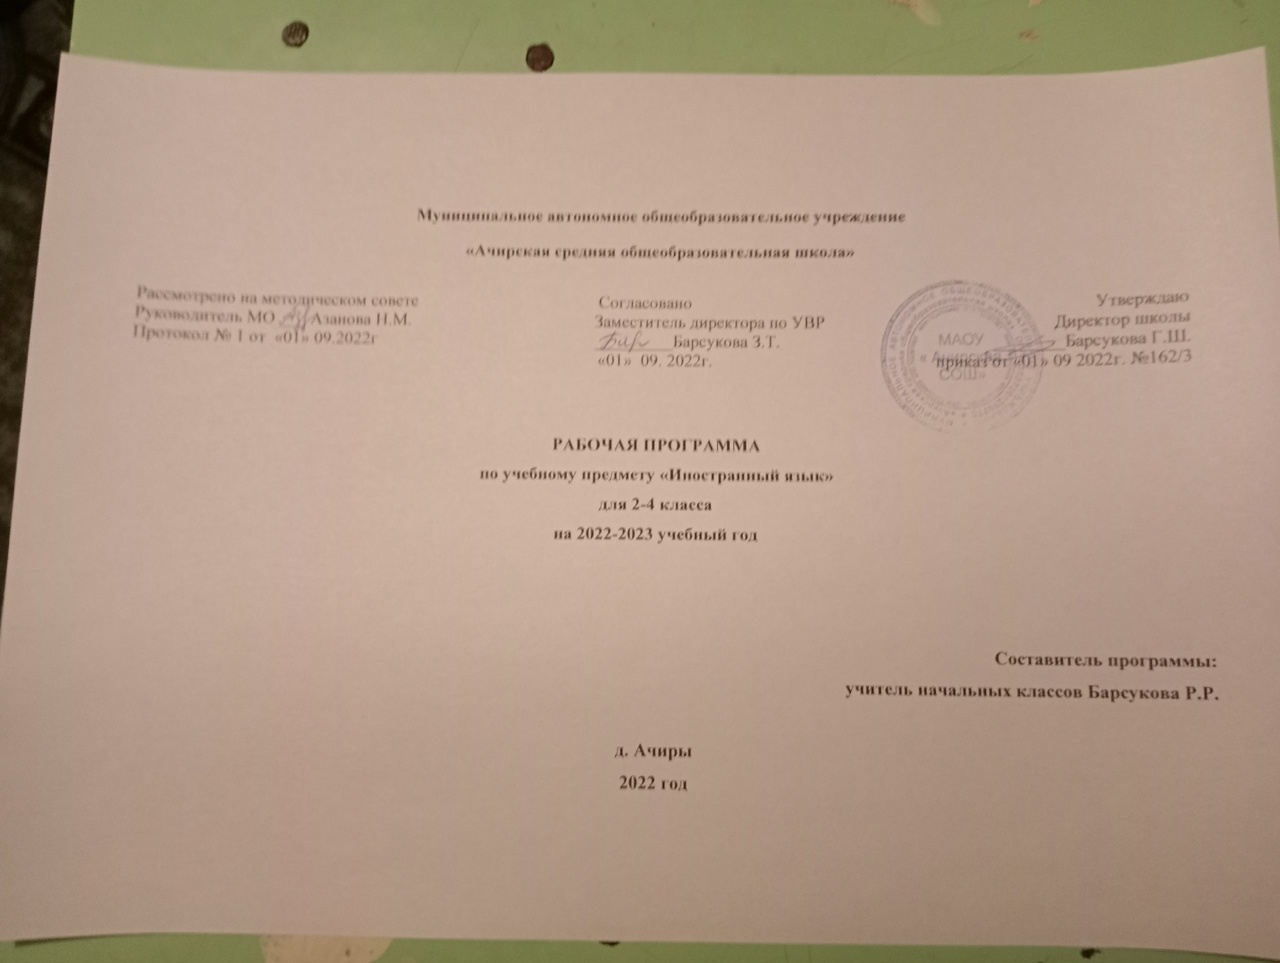 Муниципальное автономное общеобразовательное учреждение
«Ачирская средняя общеобразовательная школа»
Рассмотрено на методическом совете
Руководитель МО Азанова Н.М.
Протокол № 1 от «01» 09.2022г
Согласовано
Заместитель директора по УВР
Барсукова З.Т.
«01» 09. 2022г.
Утверждаю
Директор школы
Барсукова Г.Ш.
приказ от «01» 09 2022г. №162/3
МАОУ
« Ачирская
СОШ»
РАБОЧАЯ ПРОГРАММА
по учебному предмету «Иностранный язык»
для 2-4 класса
на 2022-2023 учебный год
Составитель программы:
учитель начальных классов Барсукова Р.Р.
д. Ачиры
2022 год